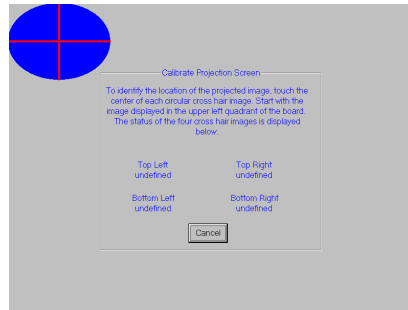 Calibrate Projection Screen
To identify the location of the projected image, touch the
center of each circular cross hair image. Start with the
image displayed in the upper left quadrant of the board.
The status of the four cross hair images is displayed
below.
Top Left Top Right
undefined undefined
Bottom Left Bottom Right
undefined undefined
Cancel